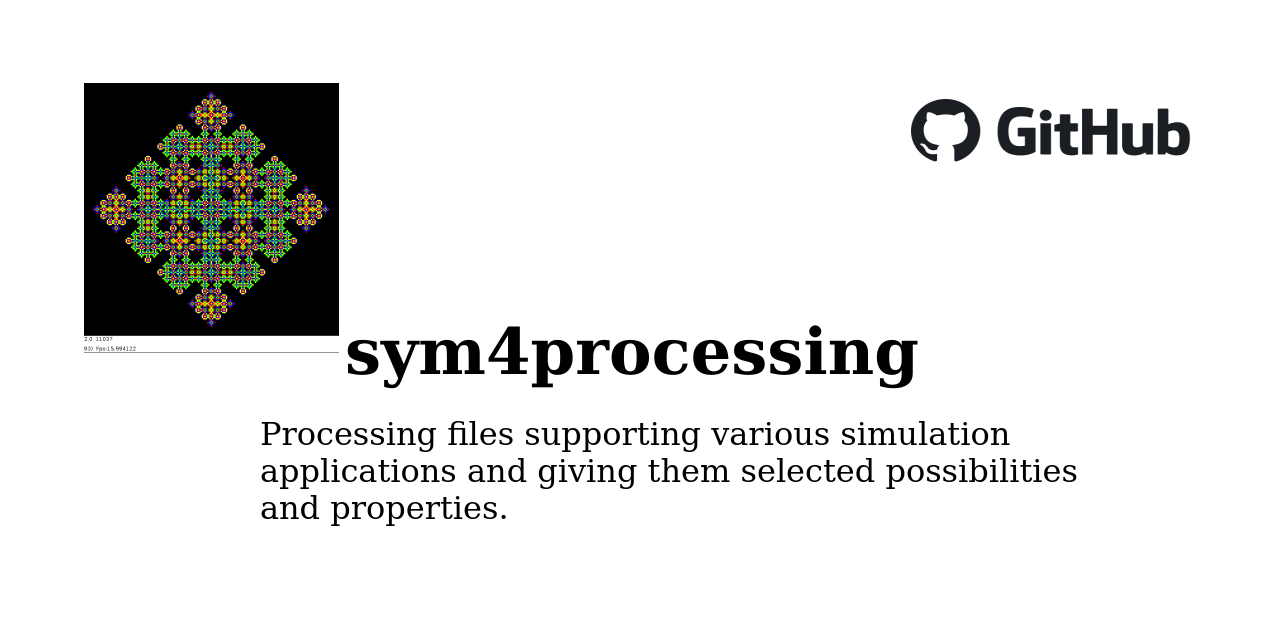 GitHub
2.0 11037
93) Fps:15.994122
sym4processing
Processing files supporting various simulation
applications and giving them selected possibilities
and properties.